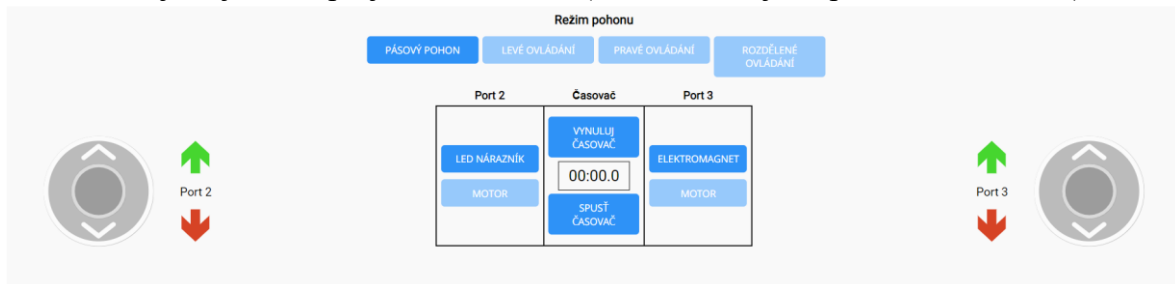 Režim pohonu
PÁSOVÝ POHON
LEVÉ OVLÁDÁNÍ
PRAVÉ OVLÁDÁNÍ
ROZDĚLENÉ
OVLÁDÁNÍ
Port 2
Časovač
Port 3
VYNULUJ
ČASOVAČ
LED NÁRAZNÍK
ELEKTROMAGNET
00:00.0
MOTOR
MOTOR
SPUSŤ
ČASOVAČ
Port 2
Port 3